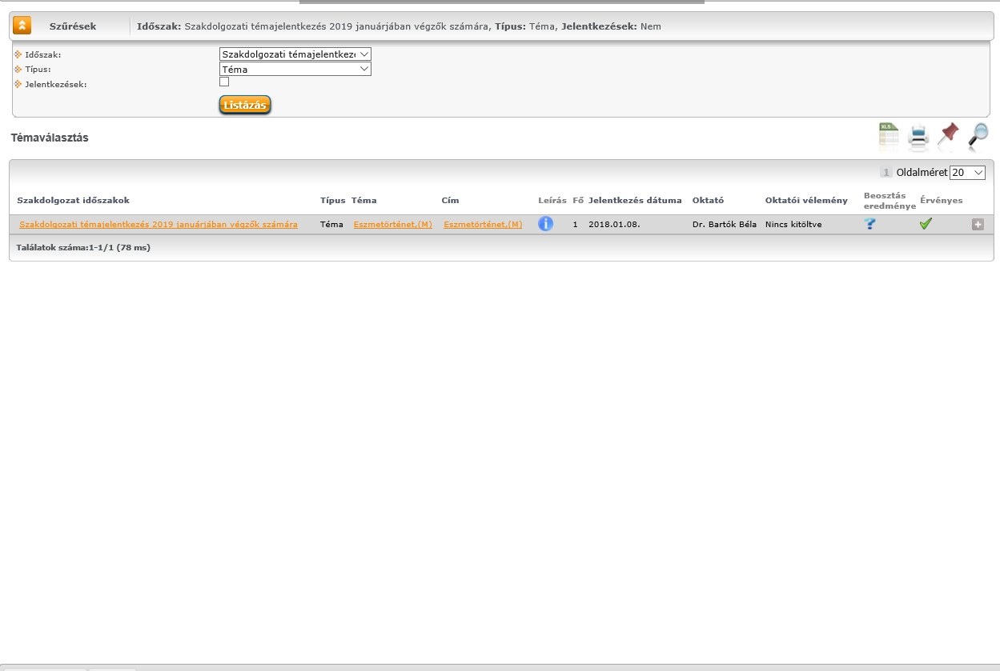 Szűrések
Időszak: Szakdolgozati témajelentkezés 2019 januárjában végzők számára, Típus: Téma, Jelentkezések: Nem
Időszak: Szakdolgozati témajelentkez
Típus: Téma
Jelentkezések:
Listázás
Témaválasztás
XLS
1 Oldalméret 20
Szakdolgozat időszakok Típus Téma Cím Leírás Fő Jelentkezés dátuma Oktató Oktatói vélemény Beosztás eredménye Érvényes
Szakdolgozati témajelentkezés 2019 januárjában végzők számára Téma Eszmetörténet,(M) Eszmetörténet,(M) 1 2018.01.08. Dr. Bartók Béla Nincs kitöltve
Találatok száma:1-1/1 (78 ms)